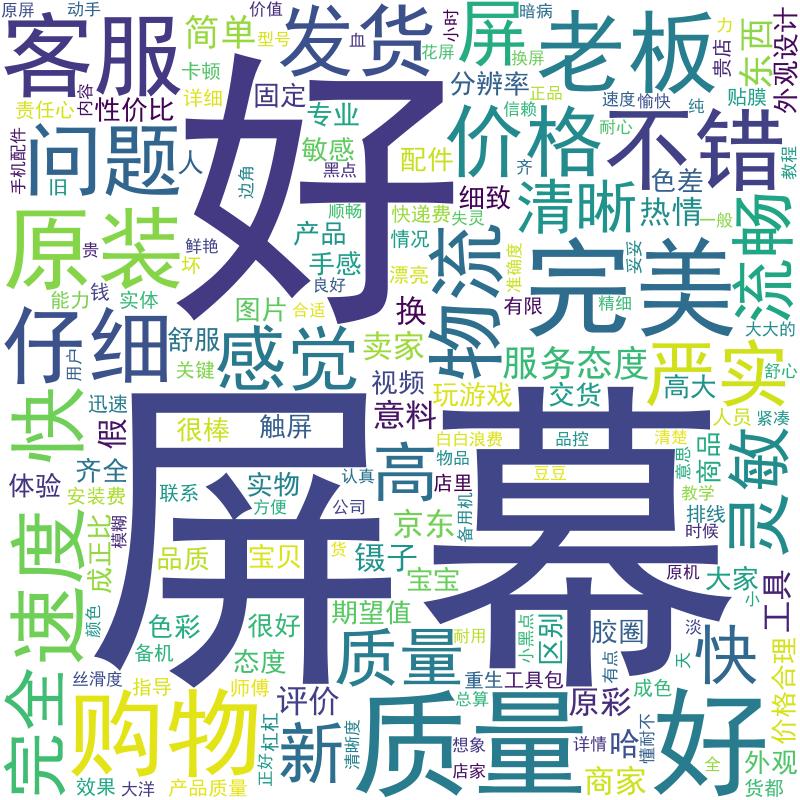 原屏
动手
客服
简单
发货
价值
型号
且
小时
屏
花屏
换屏
暗病
老板
力
贵店
东西
外观设计
卡顿
内容
责任心
性价比
详细
固定
专业
敏感
黑点
分辨率
信赖
正品
速度
愉快
纯
耐心
贴膜
教程
手机配件
旧
问题
人
边角
好
配件
价格
齐
不错
色差
热情
一般
细致
清晰
失灵
快递费
顺畅
情况
产品
手感
良好
漂亮
准确度
妥妥
流畅
原装
贵
鲜艳
坏
能力
钱
实体
物流
完美
大大的
图片
合适
换
有限
精细
仔细
用户
舒服
关键
感觉
卖家
视频
服务态度
严实
舒心
玩游戏
交货
高大
快
迅速
假
很棒
触屏
意料
白白浪费
品控
清楚
人员
紧凑
意思
商品
灵敏
屏幕
高
物品
店里
豆豆
体验
齐全
安装费
模糊
联系
实物
方便
认真
公司
备用机
教学
排线
时候
速度
成正比
颜色
品质
宝贝
货
京东
镊子
宝宝
原机
大家
小
工具
色彩
很好
期望值
备机
态度
质量
耐用
小黑点
区别
胶圈
有点
淡
天
快
价格合理
完全
丝滑度
指导
师傅
评价
重生
工具包
原彩
成色
购物
正好
杠杠
新
清晰度
质量
总算
想象
店家
详情
哈
懂耐不
好
全
外观
效果
大洋
产品质量
商家
货都